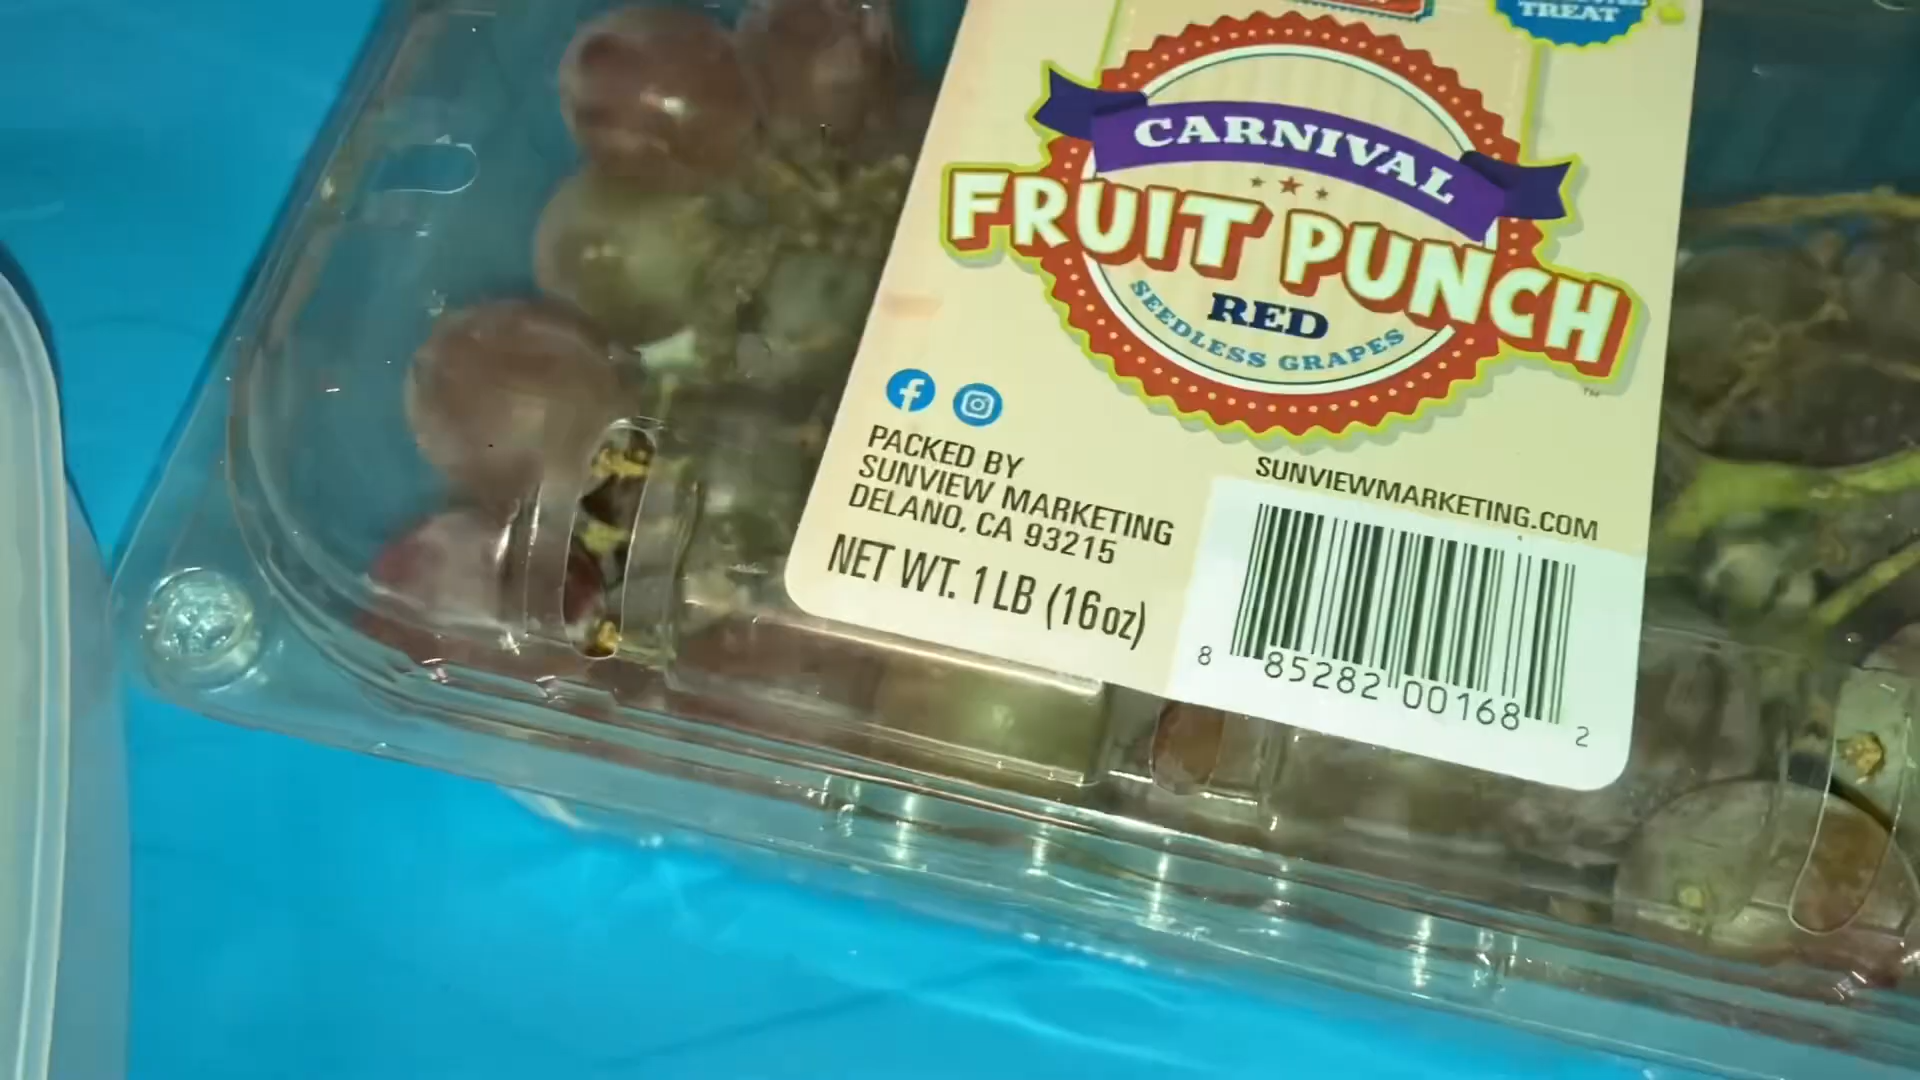 TREAT
CARNIVAL
FRUIT PUNCH
RED
SEEDLESS GRAPES
TM
PACKED BY
SUNVIEW MARKETING
DELANO, CA 93215
NET WT. 1 LB (16 oz)
SUNVIEWMARKETING.COM
8 85282 00168 2